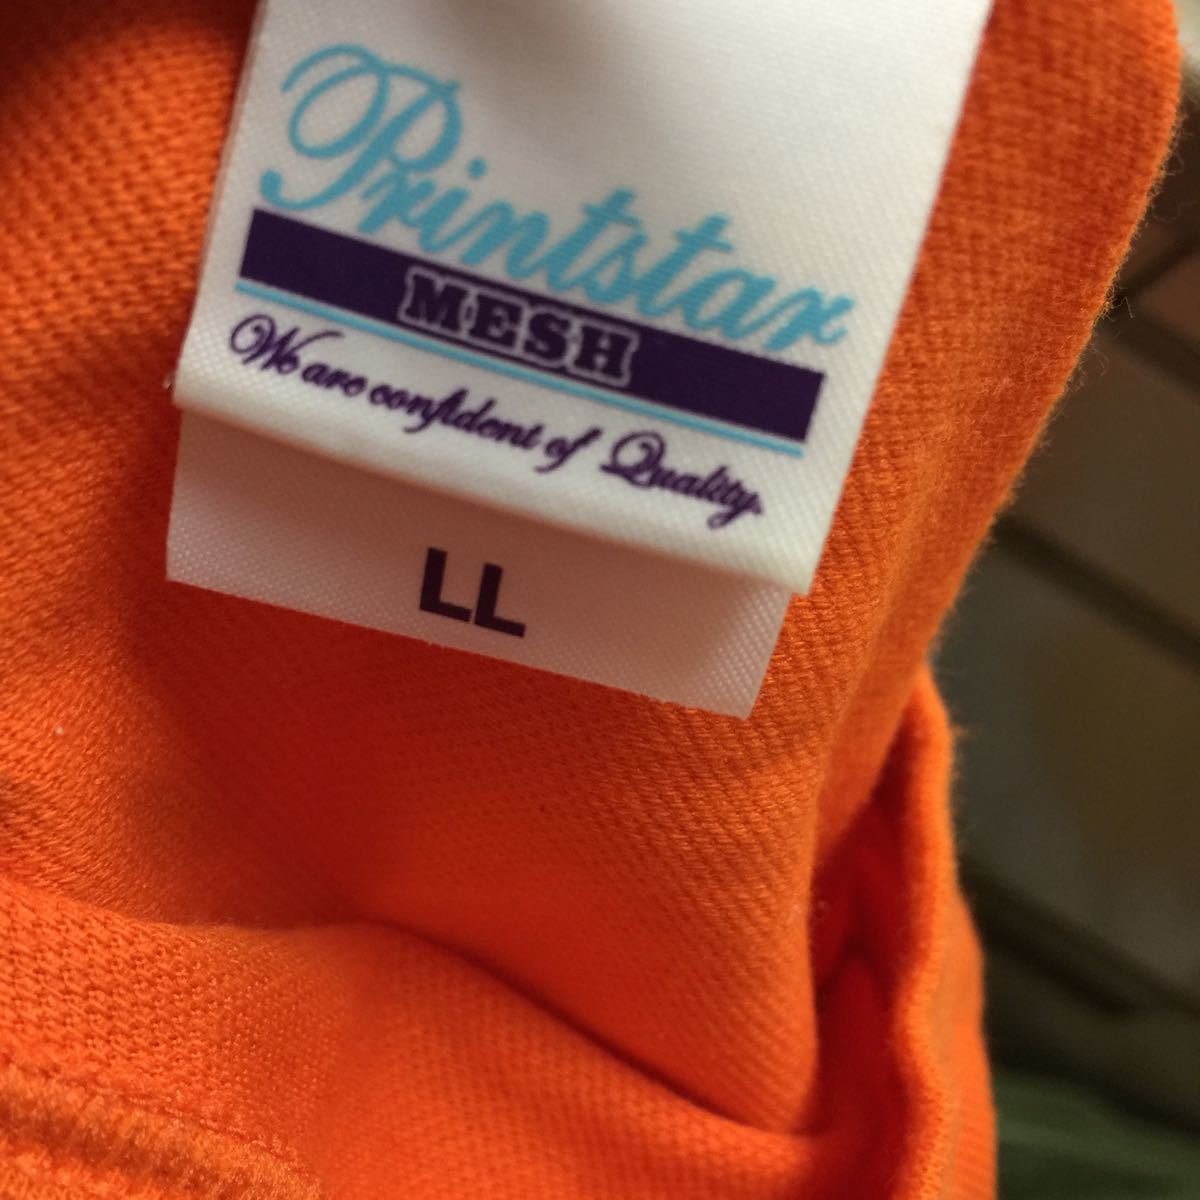 Printstar
MESH
We are confident of Quality.
LL